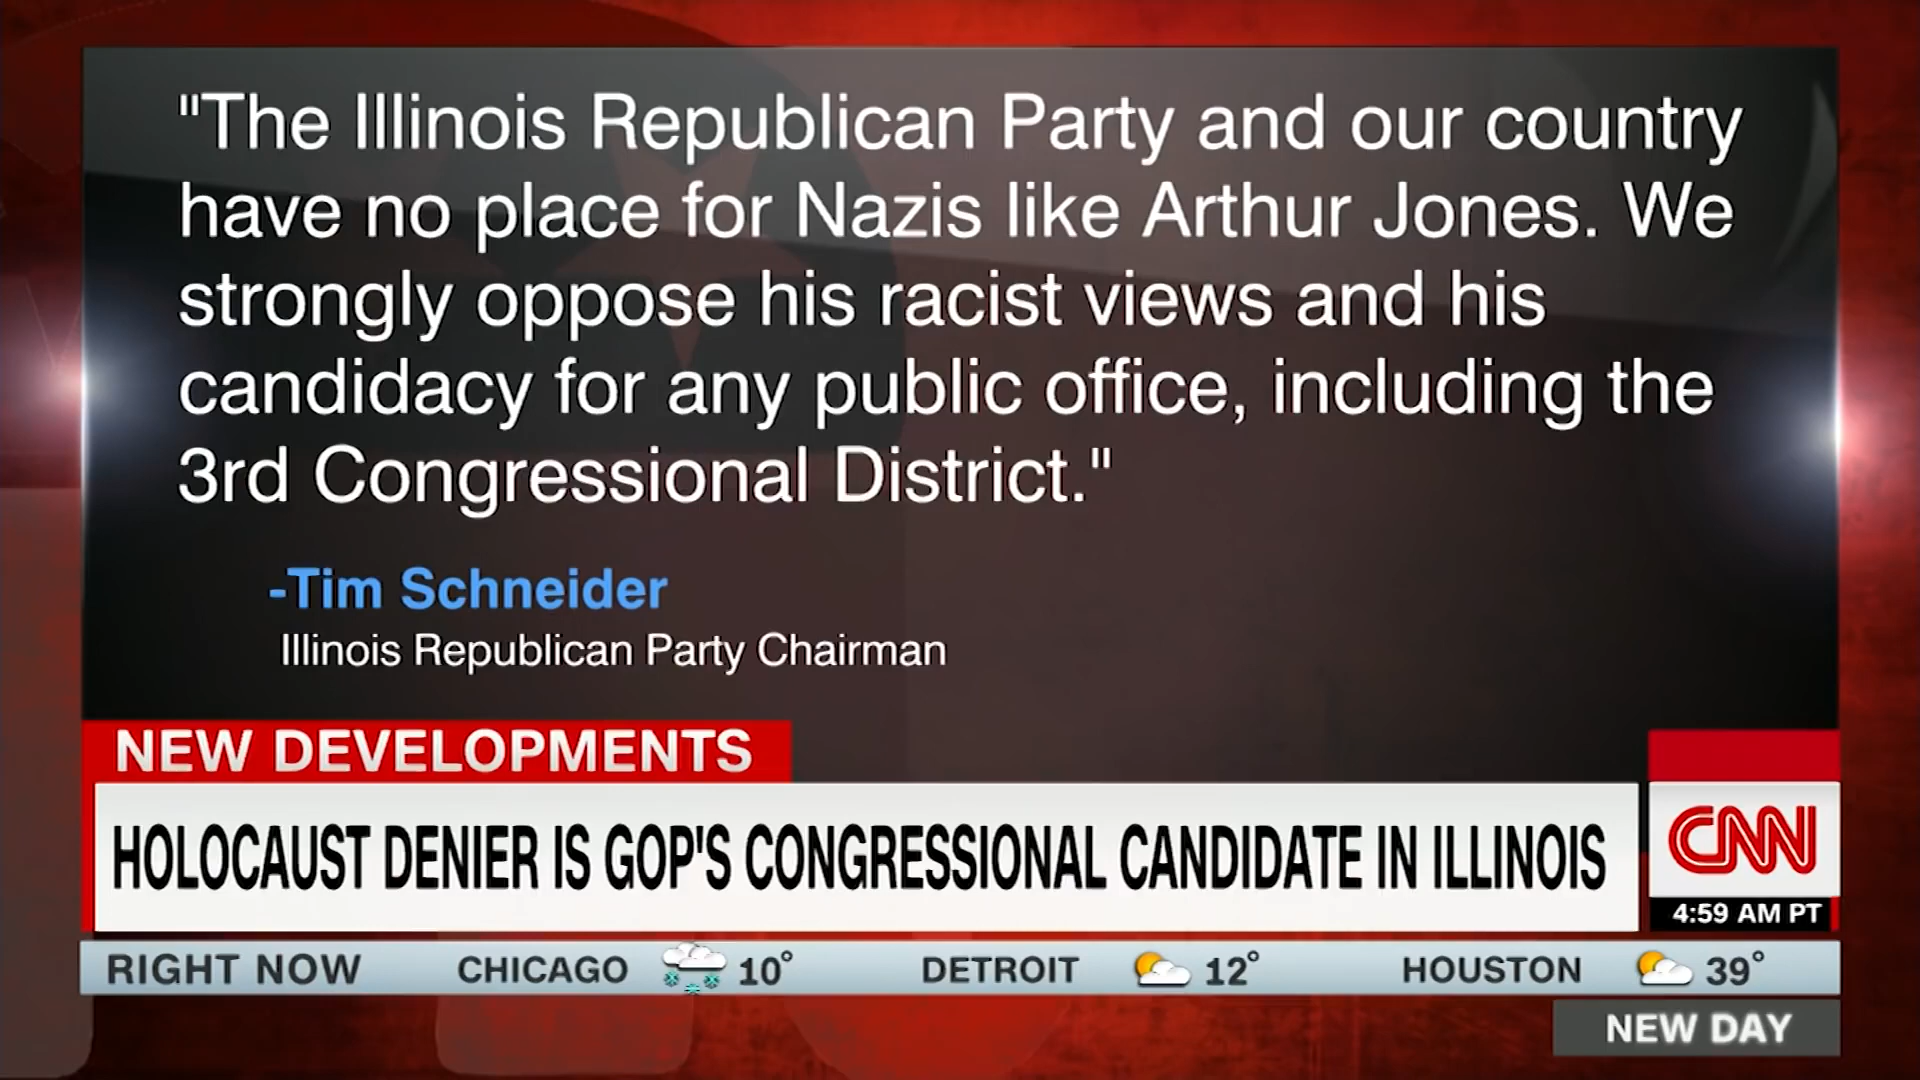 "The Illinois Republican Party and our country
have no place for Nazis like Arthur Jones. We
strongly oppose his racist views and his
candidacy for any public office, including the
3rd Congressional District."
-Tim Schneider
Illinois Republican Party Chairman
NEW DEVELOPMENTS
HOLOCAUST DENIER IS GOP'S CONGRESSIONAL CANDIDATE IN ILLINOIS
CNN
4:59 AM PT
RIGHT NOW CHICAGO 10° DETROIT 12° HOUSTON 39°
NEW DAY